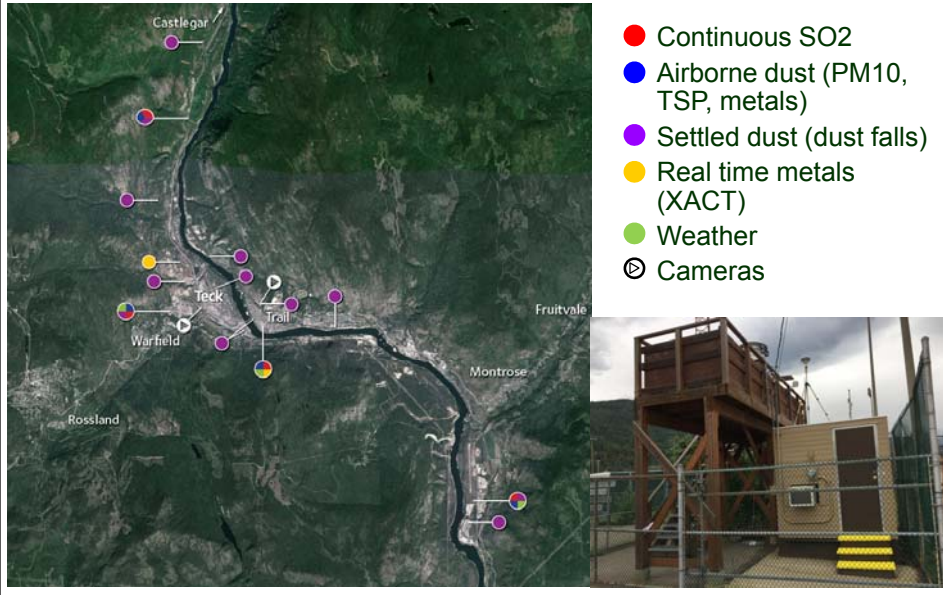 Castlegar
Teck
Trail
Warfield
Fruitvale
Montrose
Rossland
Continuous SO2
Airborne dust (PM10,
TSP, metals)
Settled dust (dust falls)
Real time metals
(XACT)
Weather
Cameras